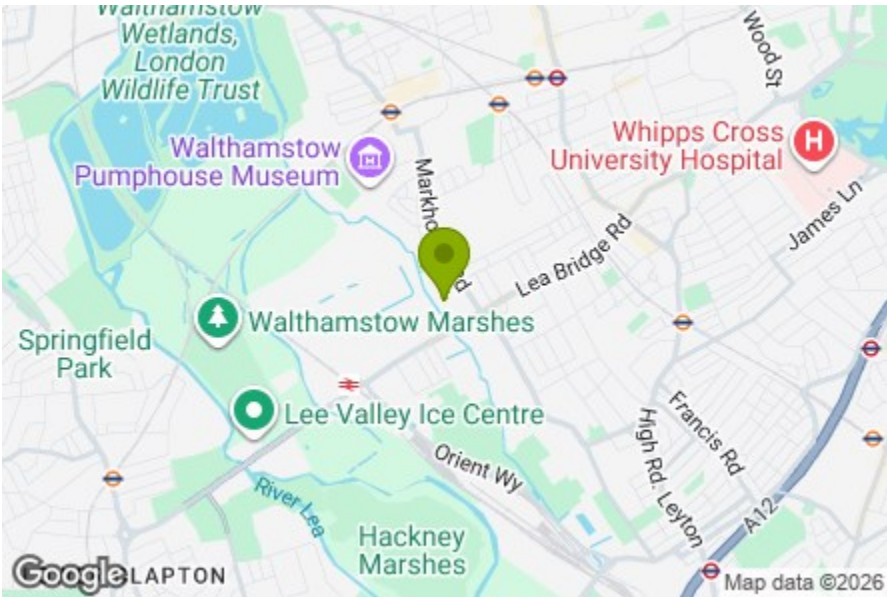 Walthamstow
Wetlands,
London
Wildlife Trust
Wood St
Whipps Cross
University Hospital
H
Walthamstow
Pumphouse Museum
James Ln
Lea Bridge Rd
Walthamstow Marshes
Springfield
Park
Lee Valley Ice Centre
Francis Rd
High Rd. Leyton
Orient Wy
A12
River Lea
Hackney
Marshes
Google
CLAPTON
Map data ©2026